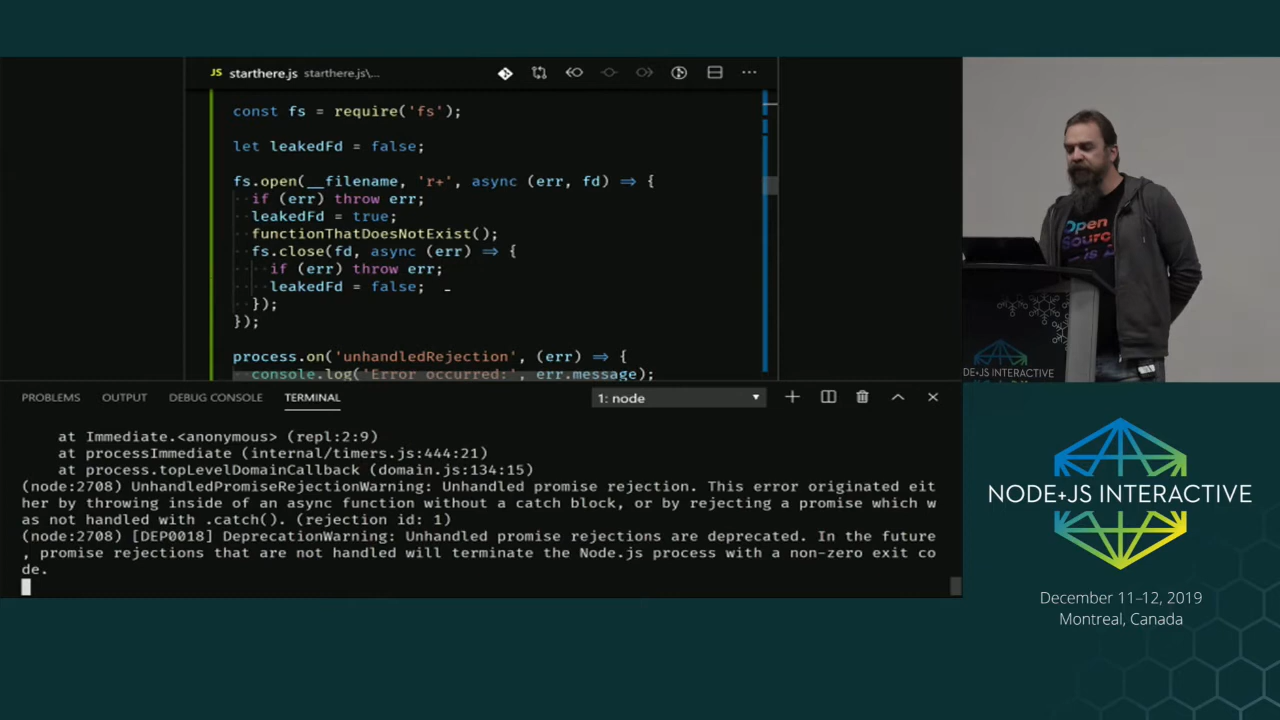 JS starthere.js starthere.js\...
const fs = require('fs');
let leakedFd = false;
fs.open(__filename, 'r+', async (err, fd) => {
if (err) throw err;
leakedFd = true;
functionThatDoesNotExist();
fs.close(fd, async (err) => {
if (err) throw err;
leakedFd = false;
});
});
process.on('unhandledRejection', (err) => {
console.log('Error occurred:', err.message);
PROBLEMS OUTPUT DEBUG CONSOLE TERMINAL 1: node
at Immediate.<anonymous> (repl:2:9)
at processImmediate (internal/timers.js:444:21)
at process.topLevelDomainCallback (domain.js:134:15)
(node:2708) UnhandledPromiseRejectionWarning: Unhandled promise rejection. This error originated eit
her by throwing inside of an async function without a catch block, or by rejecting a promise which w
as not handled with .catch(). (rejection id: 1)
(node:2708) [DEP0018] DeprecationWarning: Unhandled promise rejections are deprecated. In the future
, promise rejections that are not handled will terminate the Node.js process with a non-zero exit co
de.
Open
Source
is
DE+JS INTERACTIVE
NODE+JS INTERACTIVE
December 11–12, 2019
Montreal, Canada